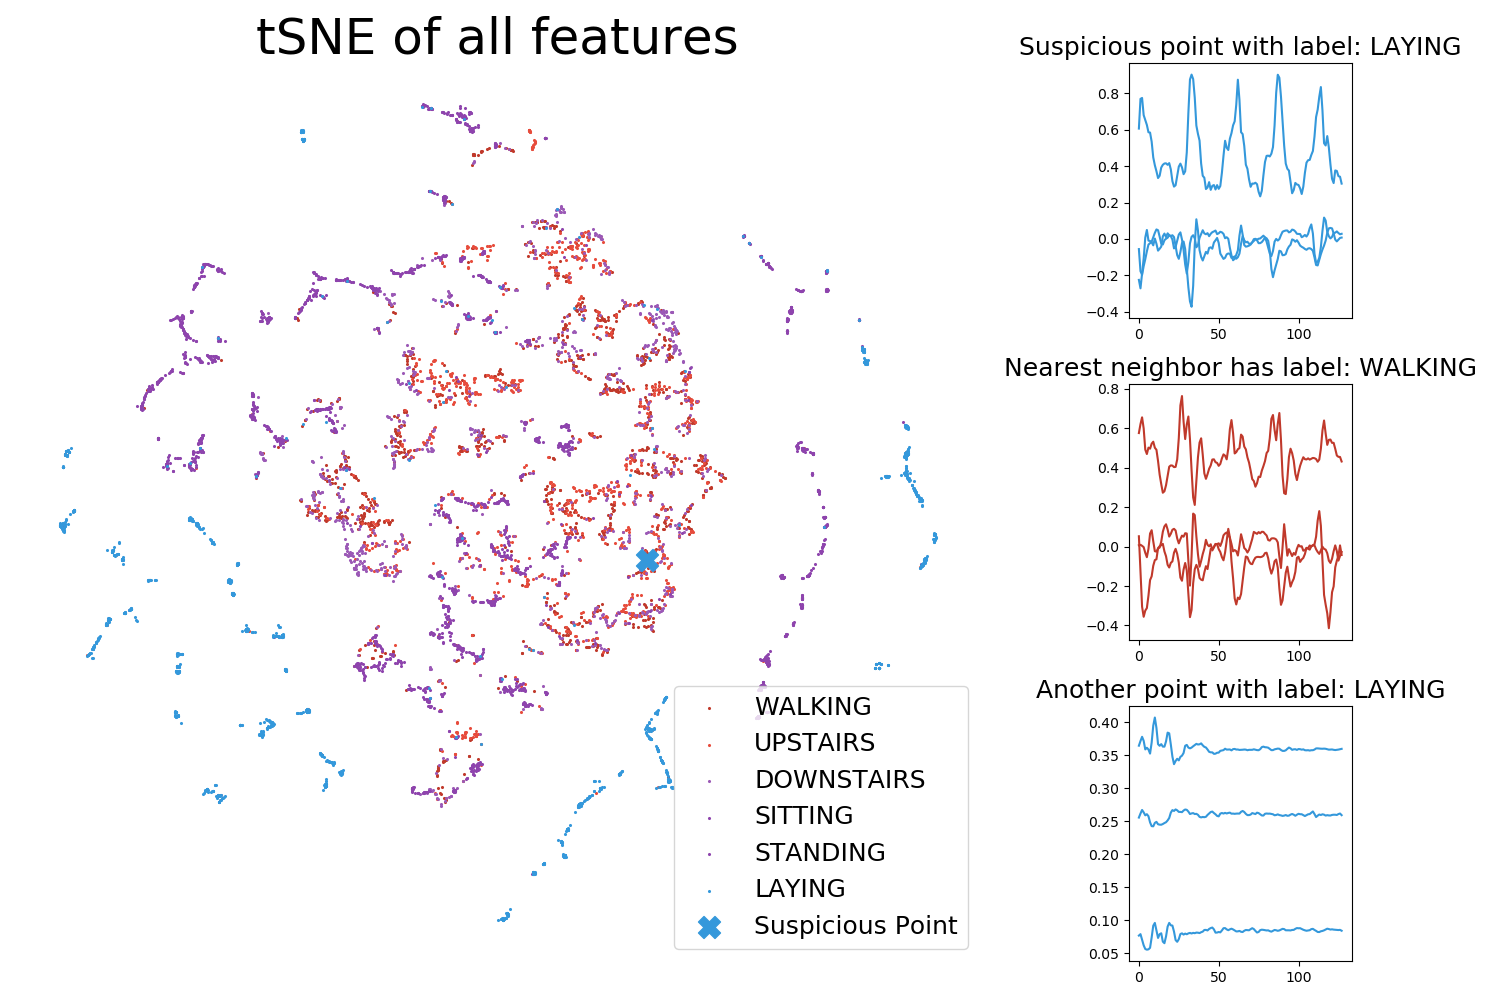 tSNE of all features
WALKING
UPSTAIRS
DOWNSTAIRS
SITTING
STANDING
LAYING
Suspicious Point
Suspicious point with label: LAYING
0.8
0.6
0.4
0.2
0.0
−0.2
−0.4
0 50 100
Nearest neighbor has label: WALKING
0.8
0.6
0.4
0.2
0.0
−0.2
−0.4
0 50 100
Another point with label: LAYING
0.40
0.35
0.30
0.25
0.20
0.15
0.10
0.05
0 50 100